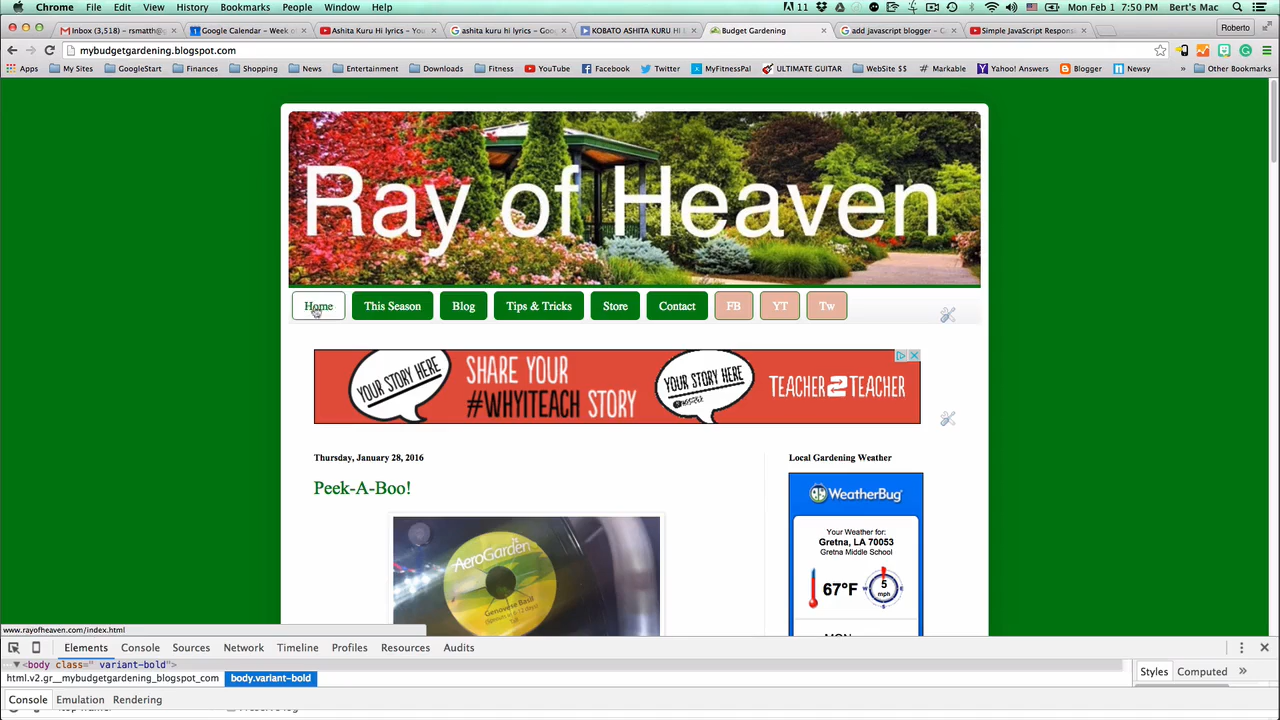 Chrome File Edit View History Bookmarks People Window Help 11 Mon Feb 1 7:50 PM Bert's Mac
Inbox (3,518) – rsmatth@g Google Calendar - Week o Ashita Kuru Hi lyrics - You ashita kuru hi lyrics - Goo KOBATO ASHITA KURU HI L Budget Gardening add javascript blogger - G Simple JavaScript Respon Roberto
mybudgetgardening.blogspot.com
Apps My Sites GoogleStart Finances Shopping News Entertainment Downloads Fitness YouTube Facebook Twitter MyFitnessPal ULTIMATE GUITAR WebSite $$ # Markable Yahoo! Answers Blogger Newsy » Other Bookmarks
Ray of Heaven
Home This Season Blog Tips & Tricks Store Contact FB YT Tw
YOUR STORY HERE SHARE YOUR #WHYITEACH STORY YOUR STORY HERE TEACHER2TEACHER
Thursday, January 28, 2016
Peek-A-Boo!
AeroGarden
Genovese Basil
Local Gardening Weather
WeatherBug
Your Weather for:
Gretna, LA 70053
Gretna Middle School
67°F 5 mph
N
W E
S
MON
www.rayofheaven.com/index.html
Elements Console Sources Network Timeline Profiles Resources Audits
<body class=" variant-bold">
html.v2.gr__mybudgetgardening_blogspot_com body.variant-bold
Styles Computed »
Console Emulation Rendering